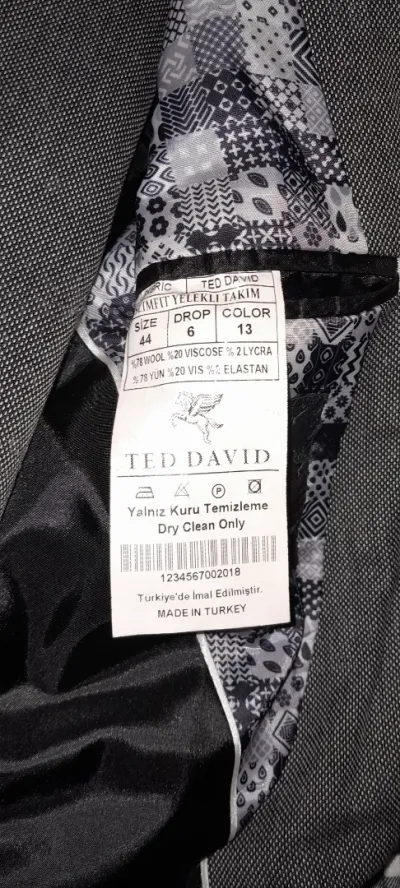 TED DAVID
SLIMFIT YELEKLI TAKIM
SIZE DROP COLOR
44 6 13
%78 WOOL %20 VISCOSE %2 LYCRA
%78 YUN %20 VIS %2 ELASTAN
TED DAVID
Yalnız Kuru Temizleme
Dry Clean Only
1234567002018
Türkiye'de İmal Edilmiştir.
MADE IN TURKEY